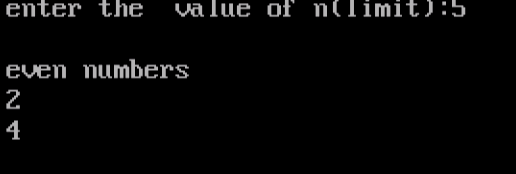 enter the  value of n(limit):5
even numbers
2
4